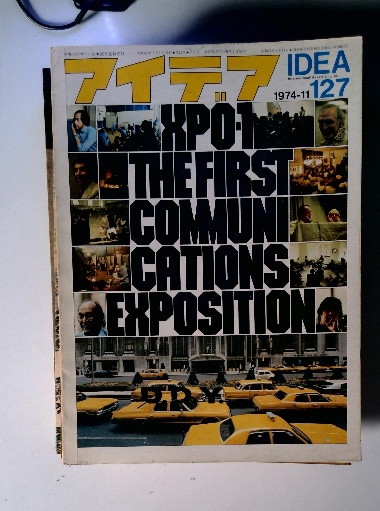 アイデア
IDEA
1974-11 127
XPO·1
THE FIRST
COMMUNI
CATIONS
EXPOSITION